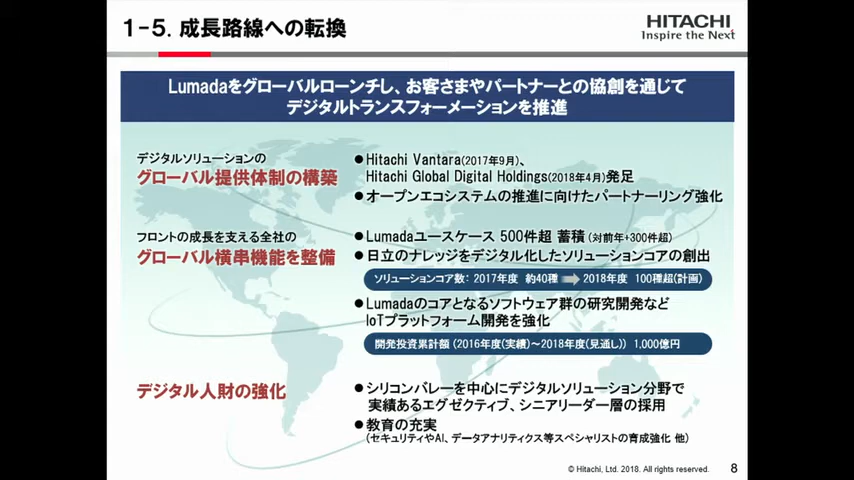 1-5. 成長路線への転換
HITACHI
Inspire the Next
Lumadaをグローバルローンチし、お客さまやパートナーとの協創を通じて
デジタルトランスフォーメーションを推進
デジタルソリューションの
グローバル提供体制の構築
●Hitachi Vantara(2017年9月)、
Hitachi Global Digital Holdings(2018年4月)発足
●オープンエコシステムの推進に向けたパートナーリング強化
フロントの成長を支える全社の
グローバル横串機能を整備
●Lumadaユースケース 500件超 蓄積 (対前年+300件超)
●日立のナレッジをデジタル化したソリューションコアの創出
ソリューションコア数: 2017年度 約40種 → 2018年度 100種超(計画)
●Lumadaのコアとなるソフトウェア群の研究開発など
IoTプラットフォーム開発を強化
開発投資累計額 (2016年度(実績)~2018年度(見通し)) 1,000億円
デジタル人財の強化
●シリコンバレーを中心にデジタルソリューション分野で
実績あるエグゼクティブ、シニアリーダー層の採用
●教育の充実
(セキュリティやAI、データアナリティクス等スペシャリストの育成強化 他)
© Hitachi, Ltd. 2018. All rights reserved.
8